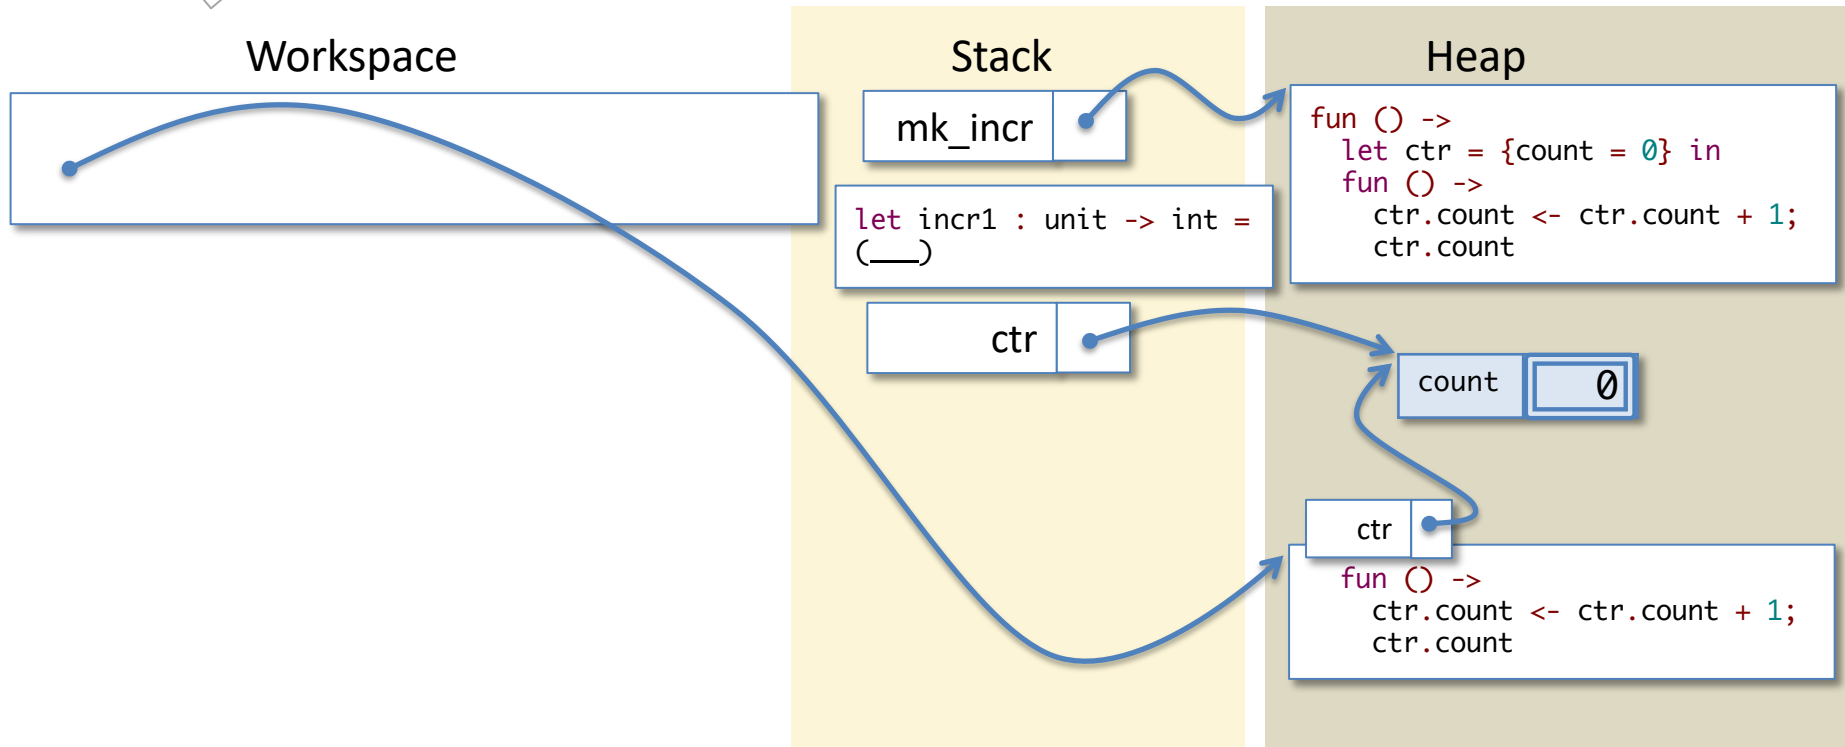 Workspace
Stack
mk_incr
let incr1 : unit -> int =
(___)
ctr
Heap
fun () ->
  let ctr = {count = 0} in
  fun () ->
    ctr.count <- ctr.count + 1;
    ctr.count
count 0
ctr
fun () ->
  ctr.count <- ctr.count + 1;
  ctr.count